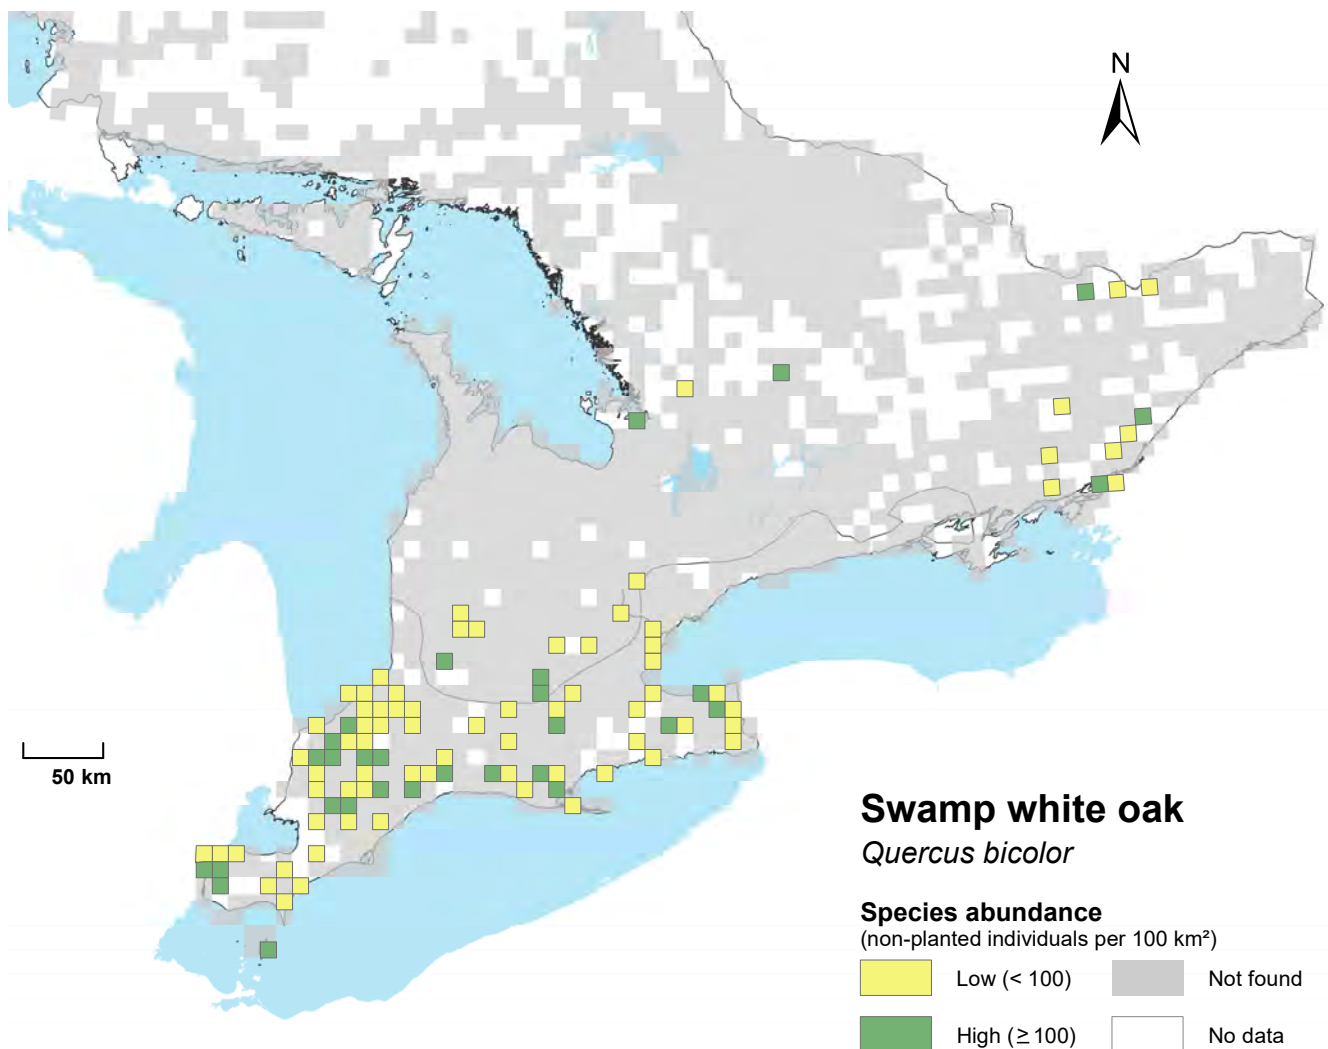 N
50 km
Swamp white oak
Quercus bicolor
Species abundance
(non-planted individuals per 100 km²)
Low (< 100)
Not found
High (≥ 100)
No data